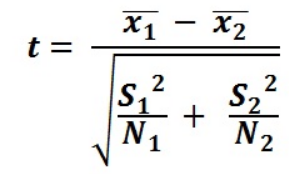 t = (x̅₁ − x̅₂) / √(S₁²/N₁ + S₂²/N₂)